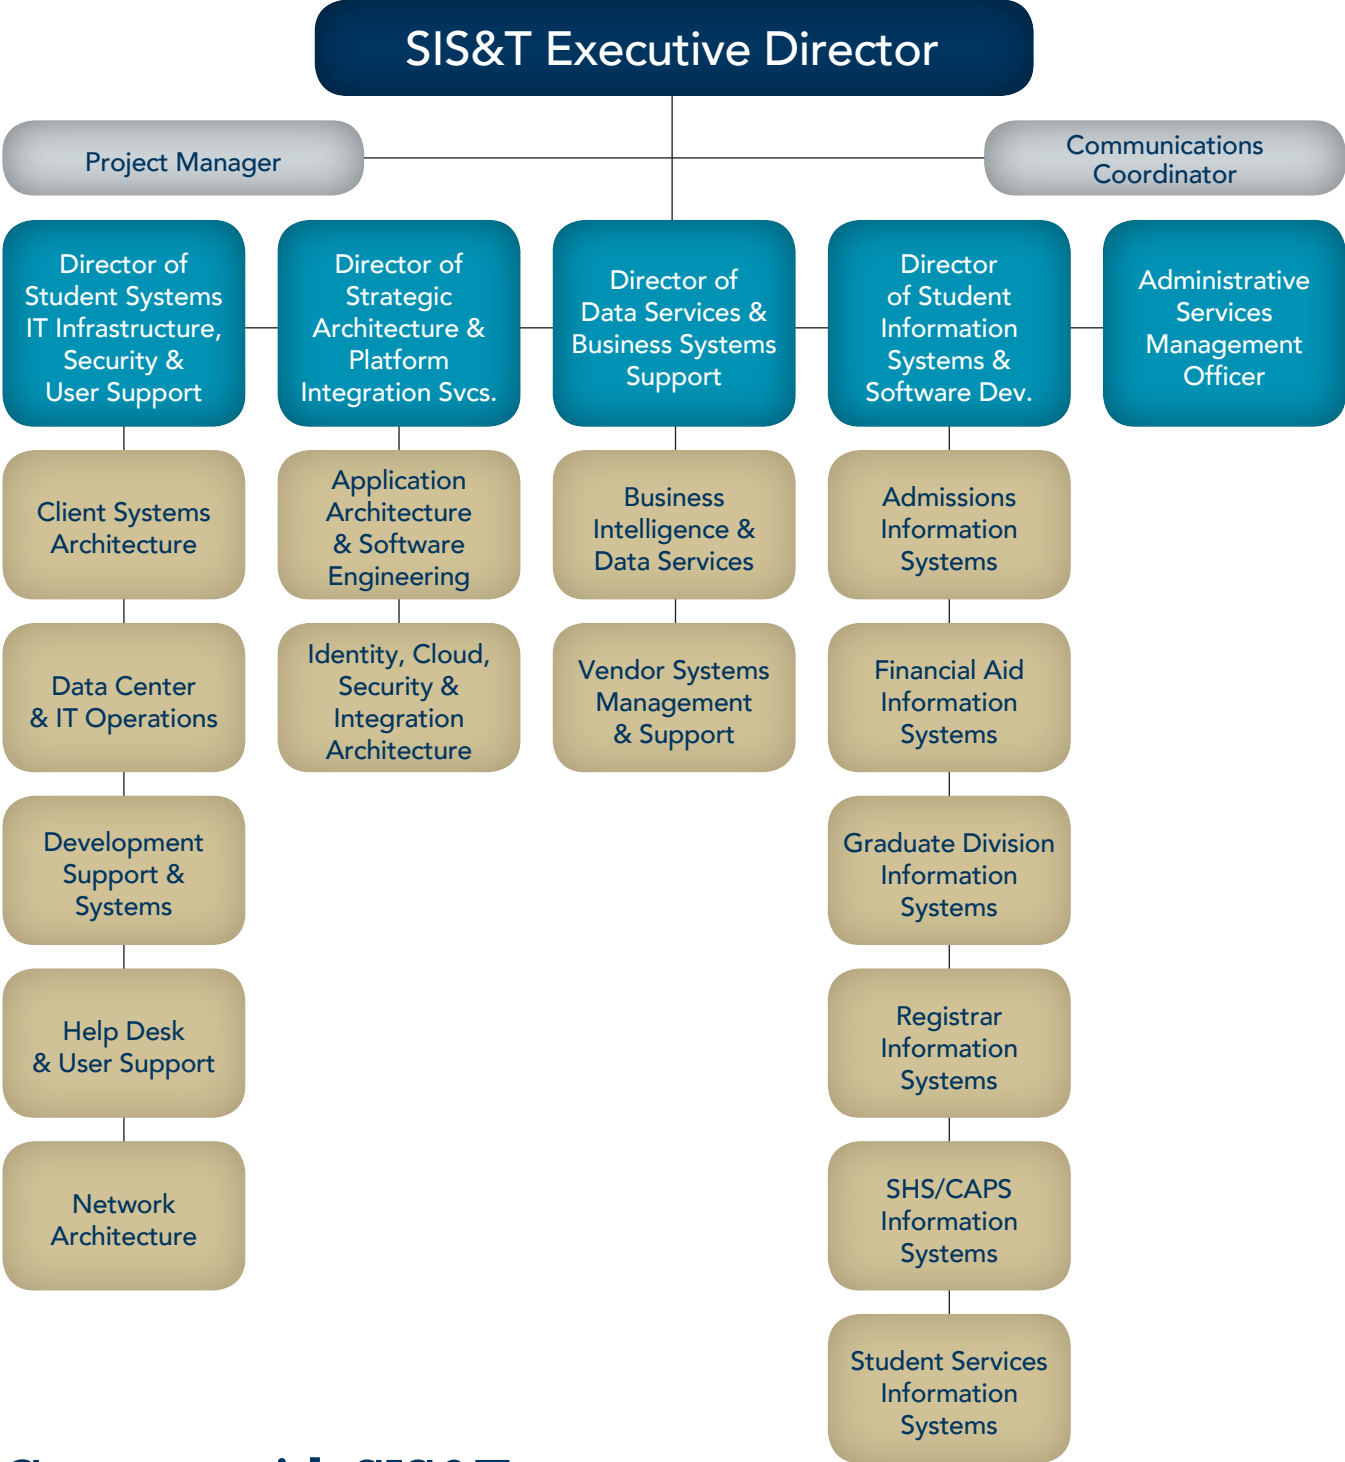 SIS&T Executive Director
Project Manager
Communications
Coordinator
Director of
Student Systems
IT Infrastructure,
Security &
User Support
Director of
Strategic
Architecture &
Platform
Integration Svcs.
Director of
Data Services &
Business Systems
Support
Director
of Student
Information
Systems &
Software Dev.
Administrative
Services
Management
Officer
Client Systems
Architecture
Data Center
& IT Operations
Development
Support &
Systems
Help Desk
& User Support
Network
Architecture
Application
Architecture
& Software
Engineering
Identity, Cloud,
Security &
Integration
Architecture
Business
Intelligence &
Data Services
Vendor Systems
Management
& Support
Admissions
Information
Systems
Financial Aid
Information
Systems
Graduate Division
Information
Systems
Registrar
Information
Systems
SHS/CAPS
Information
Systems
Student Services
Information
Systems
SIS&T